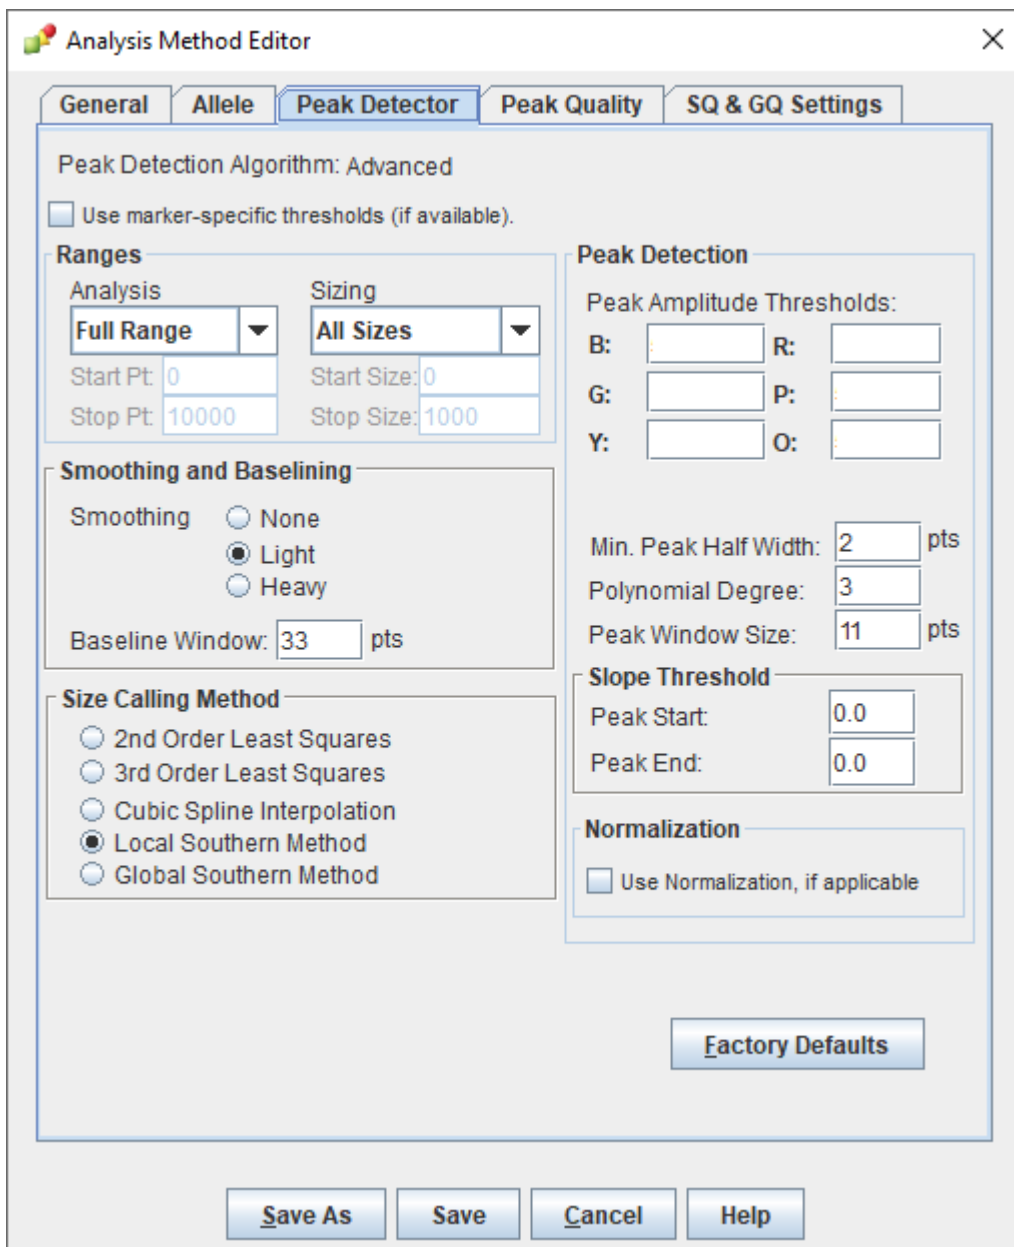 Analysis Method Editor
General Allele Peak Detector Peak Quality SQ & GQ Settings
Peak Detection Algorithm: Advanced
Use marker-specific thresholds (if available).
Ranges
Analysis Sizing
Full Range All Sizes
Start Pt: 0 Start Size: 0
Stop Pt: 10000 Stop Size: 1000
Smoothing and Baselining
Smoothing None
Light
Heavy
Baseline Window: 33 pts
Size Calling Method
2nd Order Least Squares
3rd Order Least Squares
Cubic Spline Interpolation
Local Southern Method
Global Southern Method
Peak Detection
Peak Amplitude Thresholds:
B: R:
G: P:
Y: O:
Min. Peak Half Width: 2 pts
Polynomial Degree: 3
Peak Window Size: 11 pts
Slope Threshold
Peak Start: 0.0
Peak End: 0.0
Normalization
Use Normalization, if applicable
Factory Defaults
Save As Save Cancel Help